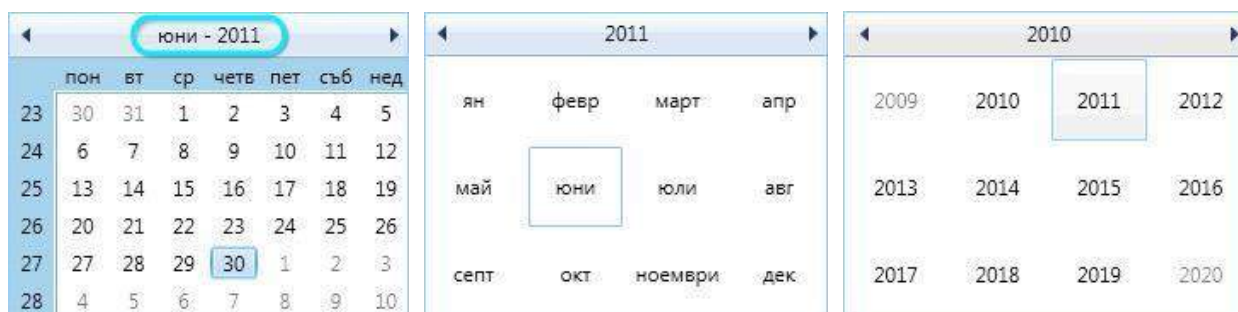 юни - 2011
пон вт ср четв пет съб нед
23 30 31 1 2 3 4 5
24 6 7 8 9 10 11 12
25 13 14 15 16 17 18 19
26 20 21 22 23 24 25 26
27 27 28 29 30 1 2 3
28 4 5 6 7 8 9 10
2011
ян февр март апр
май юни юли авг
септ окт ноември дек
2010
2009 2010 2011 2012
2013 2014 2015 2016
2017 2018 2019 2020